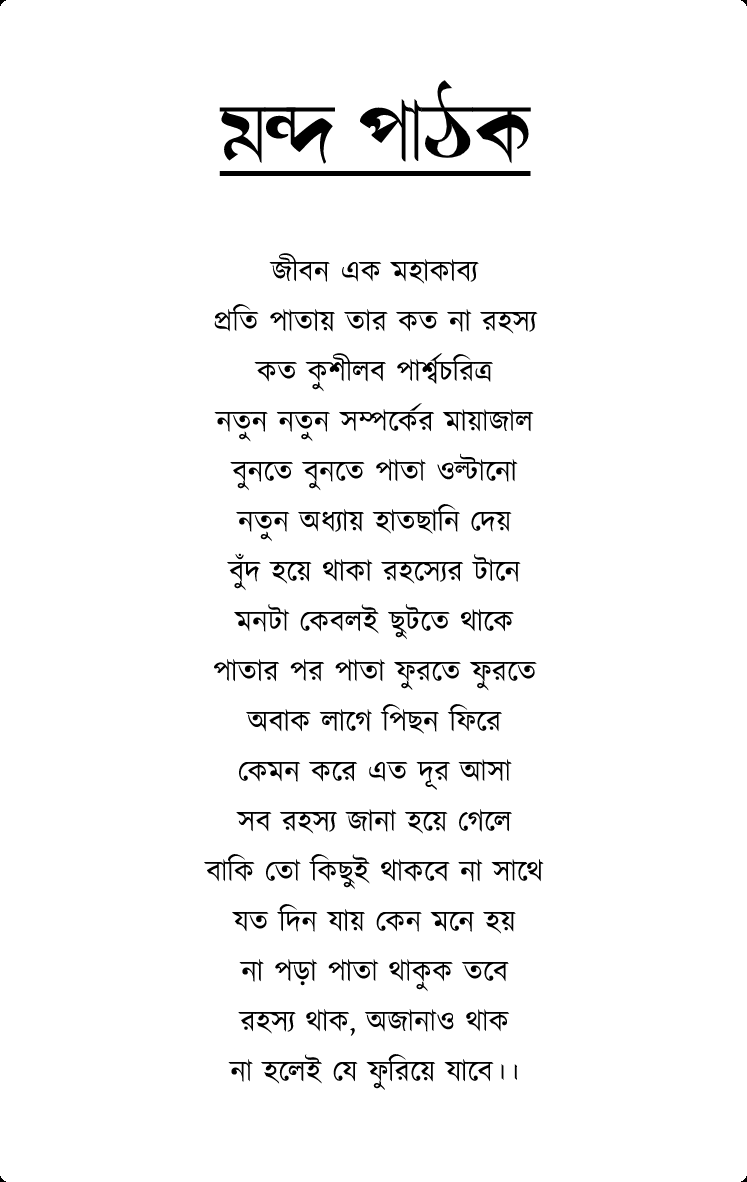 মন্দ পাঠক
জীবন এক মহাকাব্য
প্রতি পাতায় তার কত না রহস্য
কত কুশীলব পার্শ্বচরিত্র
নতুন নতুন সম্পর্কের মায়াজাল
বুনতে বুনতে পাতা ওল্টানো
নতুন অধ্যায় হাতছানি দেয়
বুঁদ হয়ে থাকা রহস্যের টানে
মনটা কেবলই ছুটতে থাকে
পাতার পর পাতা ফুরতে ফুরতে
অবাক লাগে পিছন ফিরে
কেমন করে এত দূর আসা
সব রহস্য জানা হয়ে গেলে
বাকি তো কিছুই থাকবে না সাথে
যত দিন যায় কেন মনে হয়
না পড়া পাতা থাকুক তবে
রহস্য থাক, অজানাও থাক
না হলেই যে ফুরিয়ে যাবে।।